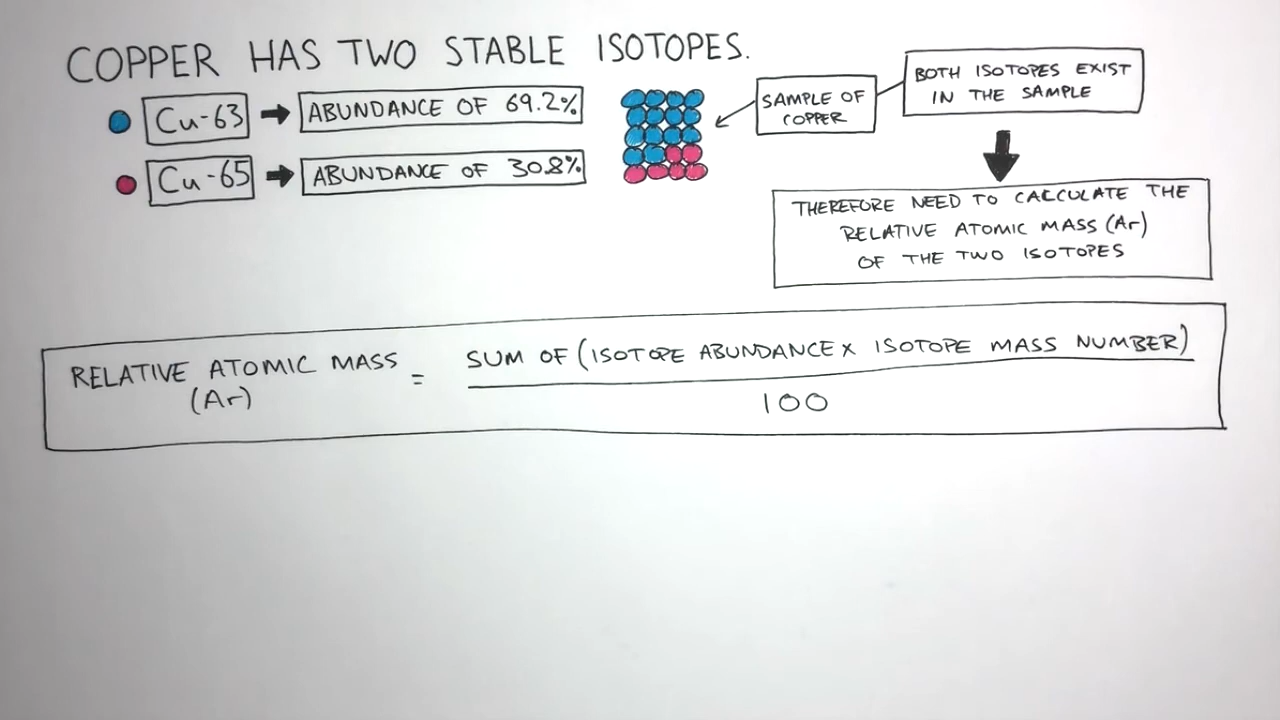 COPPER HAS TWO STABLE ISOTOPES.
Cu-63 → ABUNDANCE OF 69.2%
Cu-65 → ABUNDANCE OF 30.8%
SAMPLE OF
COPPER
BOTH ISOTOPES EXIST
IN THE SAMPLE
THEREFORE NEED TO CALCULATE THE
RELATIVE ATOMIC MASS (Ar)
OF THE TWO ISOTOPES
RELATIVE ATOMIC MASS
(Ar)
=
SUM OF (ISOTOPE ABUNDANCE X ISOTOPE MASS NUMBER)
100